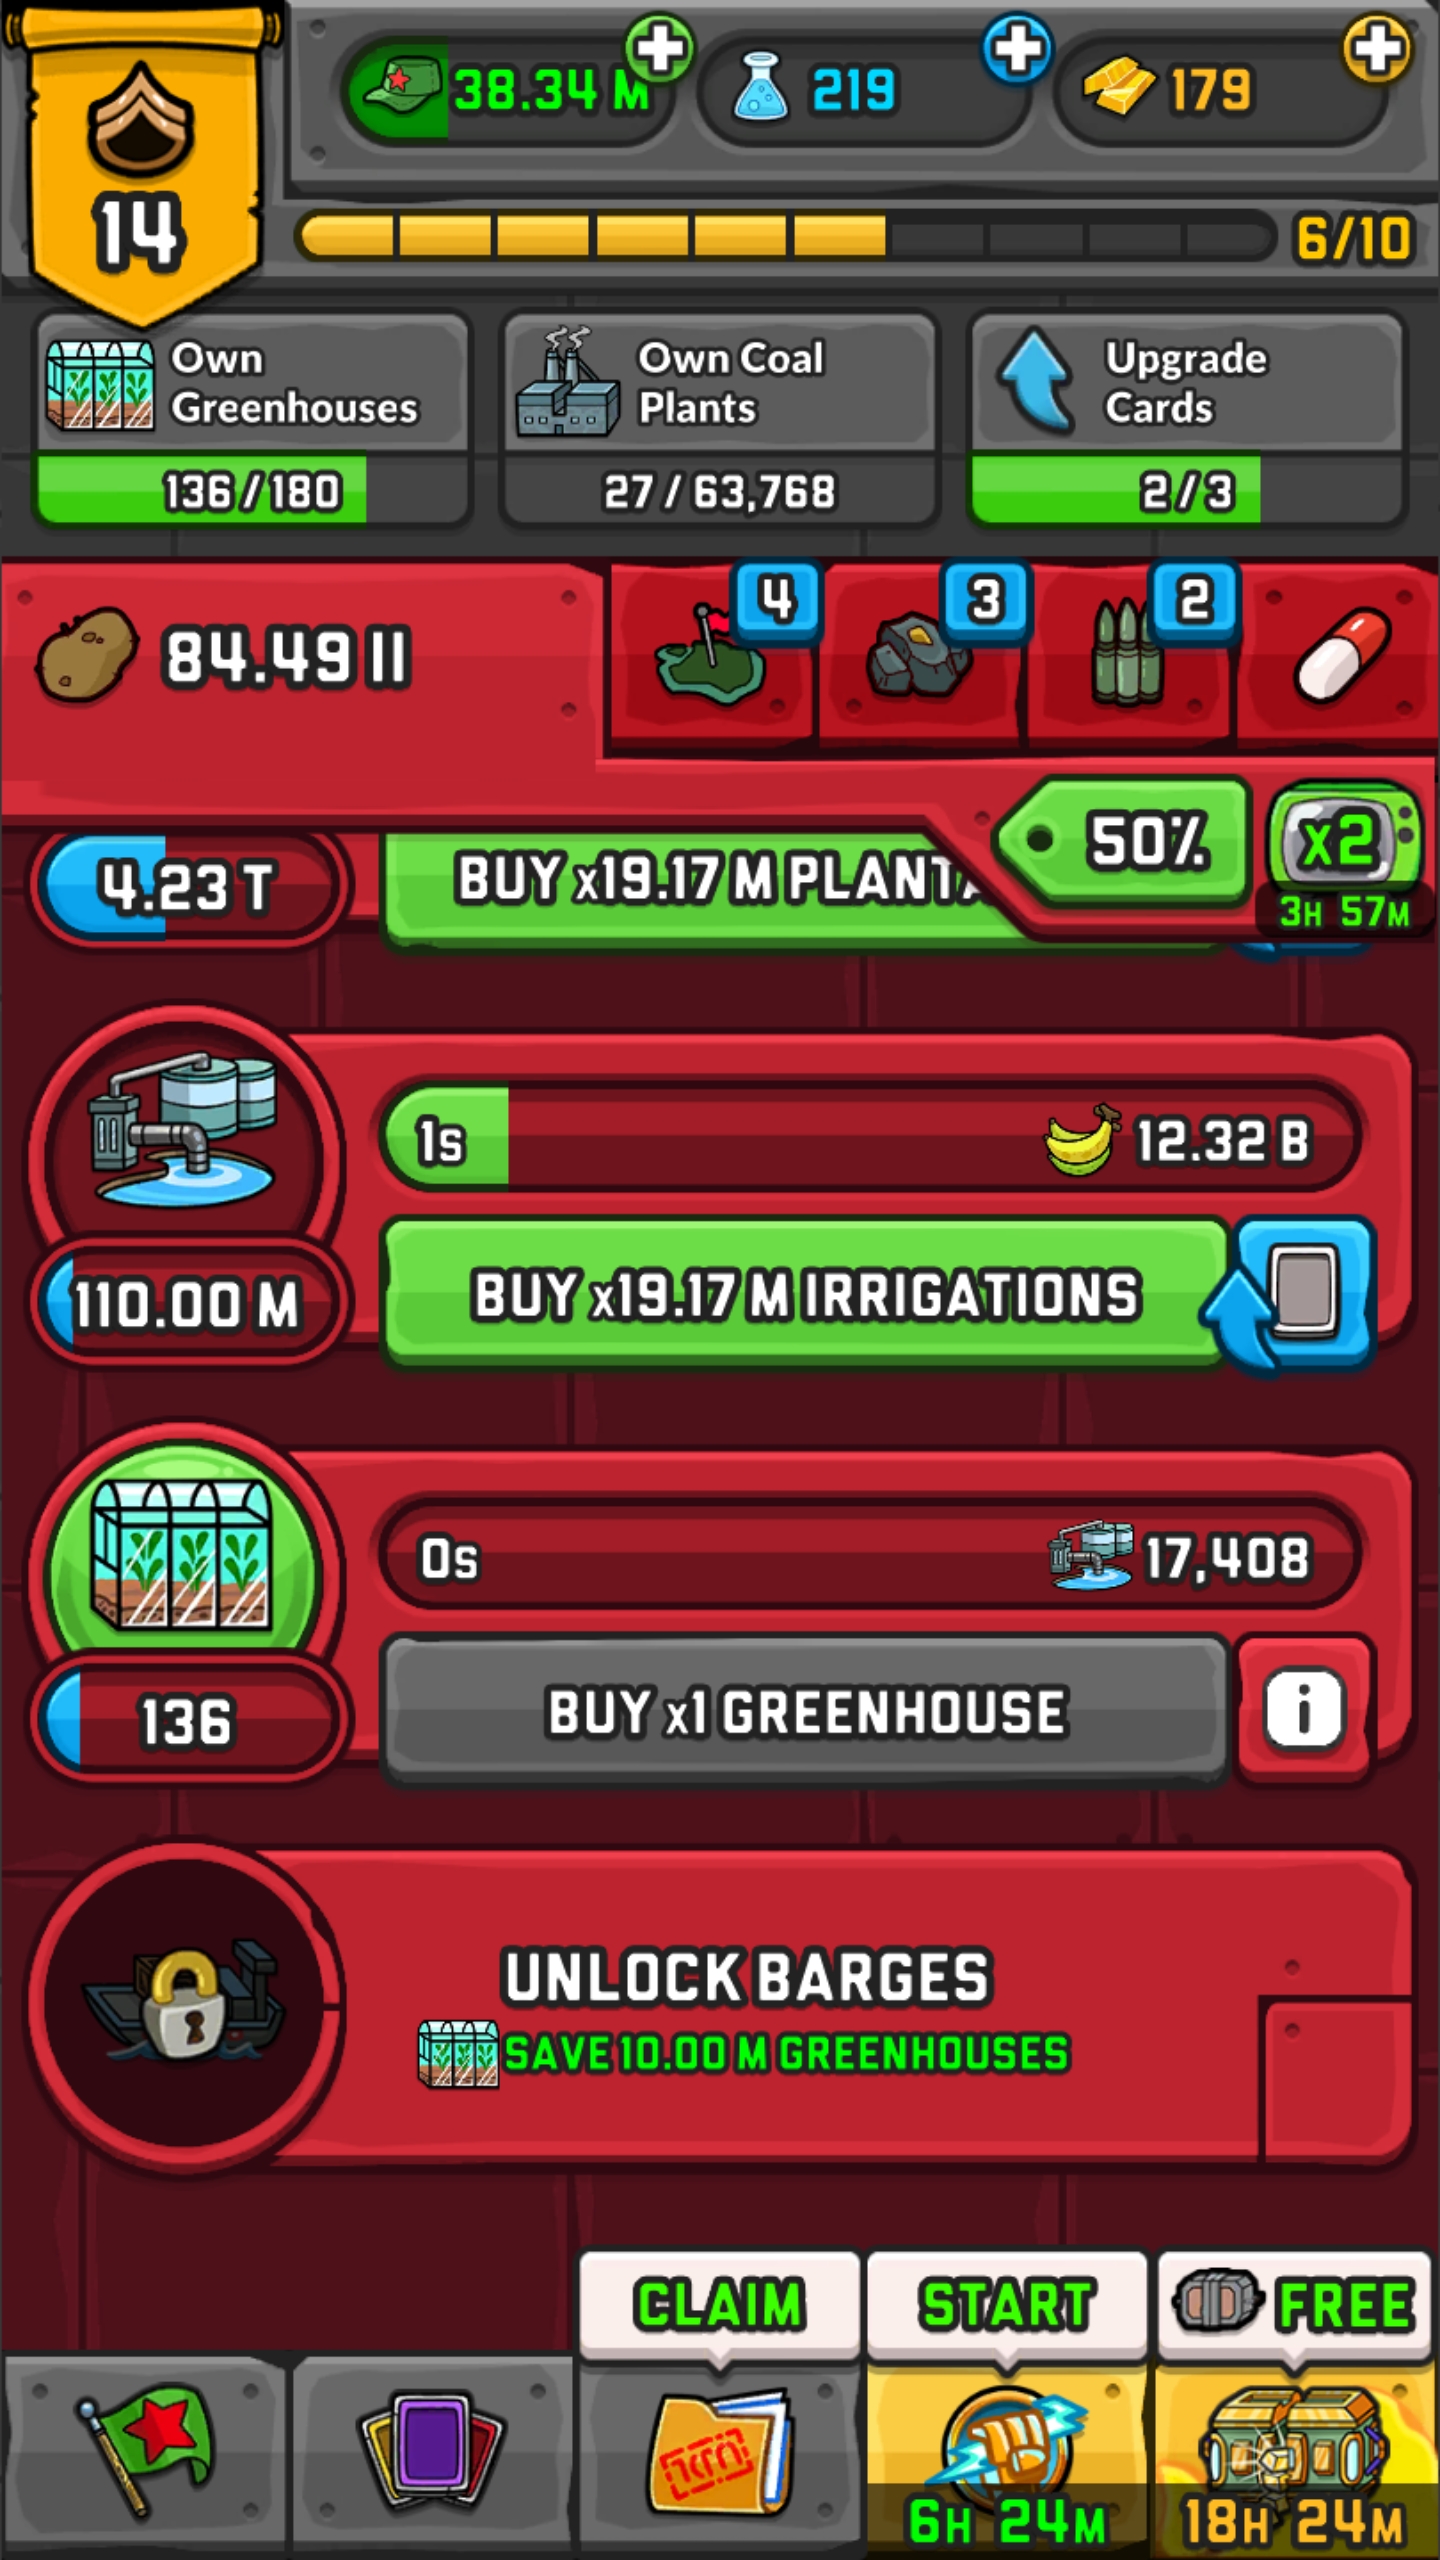 14
38.34 M
219
179
6/10
Own
Greenhouses
136 / 180
Own Coal
Plants
27 / 63,768
Upgrade
Cards
2 / 3
84.49 II
4
3
2
50%
x2
3H 57M
4.23 T
BUY x19.17 M PLANTA
1s
12.32 B
110.00 M
BUY x19.17 M IRRIGATIONS
0s
17,408
136
BUY x1 GREENHOUSE
i
UNLOCK BARGES
SAVE 10.00 M GREENHOUSES
CLAIM
START
FREE
6H 24M
18H 24M